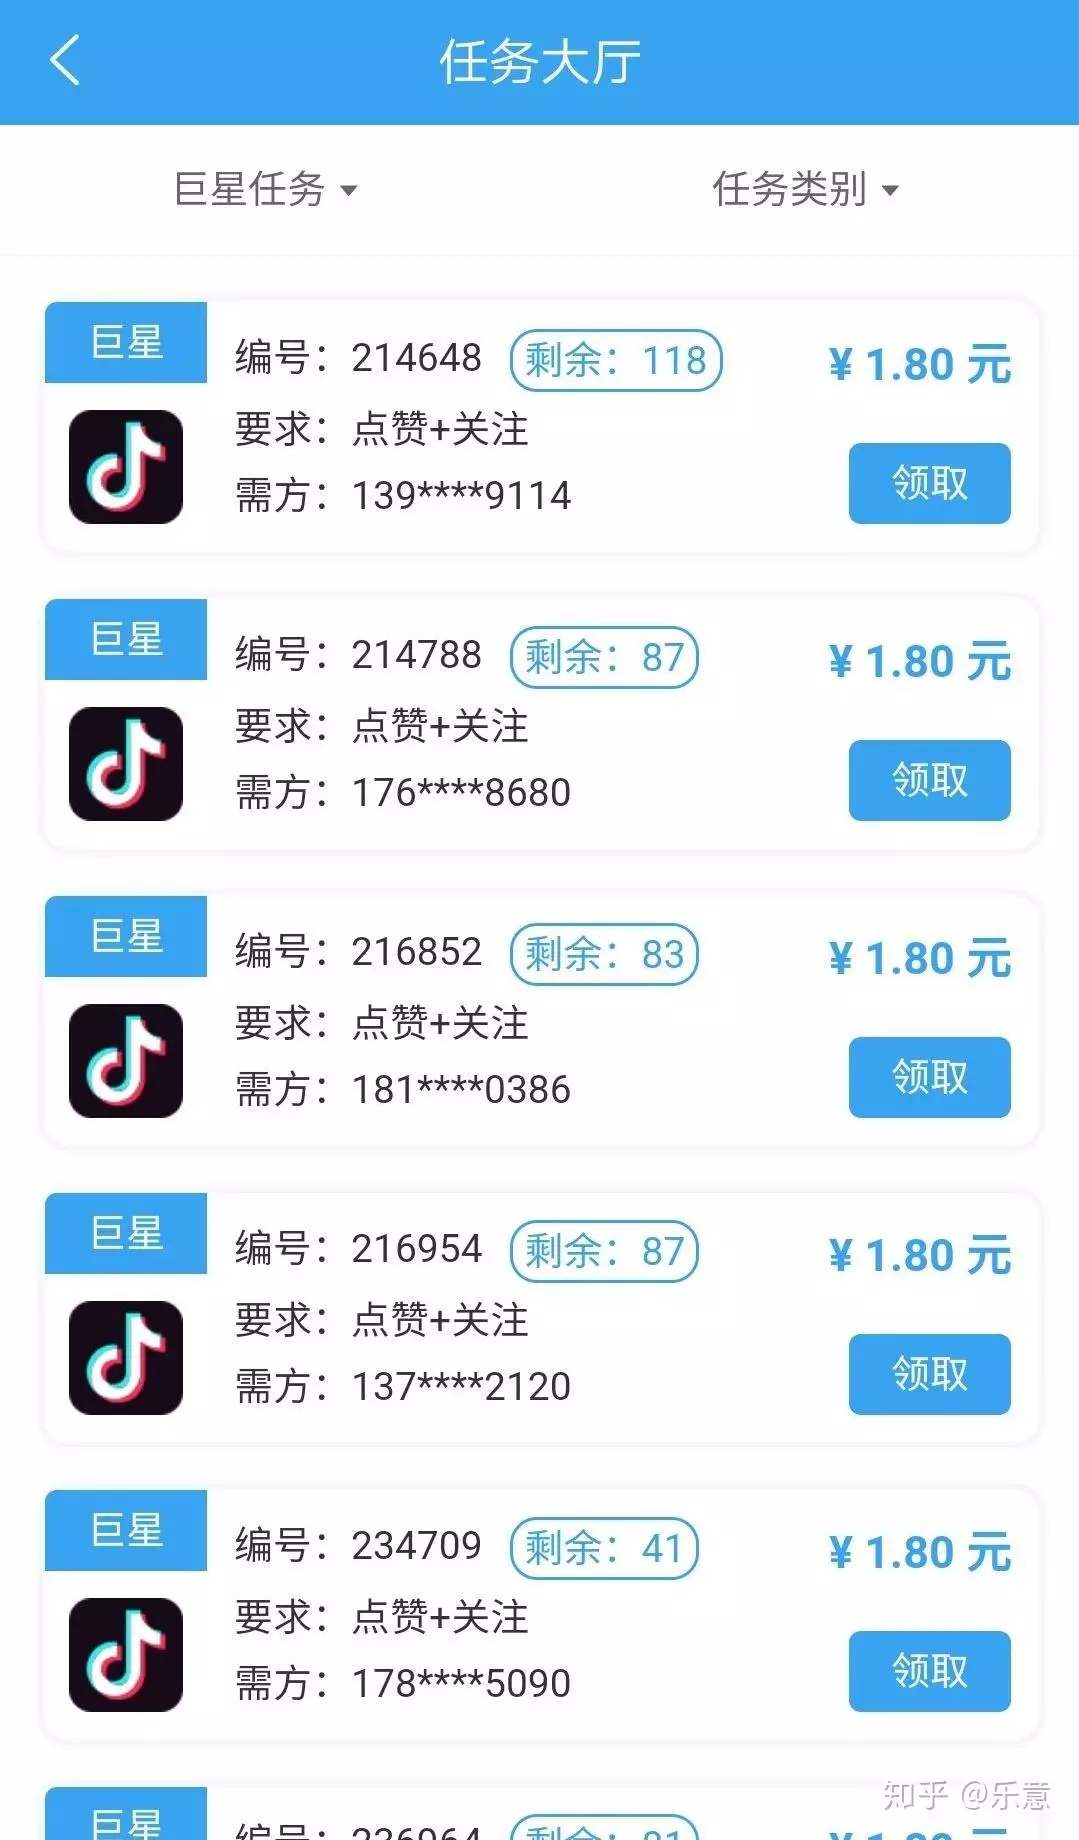 任务大厅
巨星任务 任务类别
巨星 编号：214648 剩余：118 ¥ 1.80 元
要求：点赞+关注
需方：139****9114 领取
巨星 编号：214788 剩余：87 ¥ 1.80 元
要求：点赞+关注
需方：176****8680 领取
巨星 编号：216852 剩余：83 ¥ 1.80 元
要求：点赞+关注
需方：181****0386 领取
巨星 编号：216954 剩余：87 ¥ 1.80 元
要求：点赞+关注
需方：137****2120 领取
巨星 编号：234709 剩余：41 ¥ 1.80 元
要求：点赞+关注
需方：178****5090 领取
知乎 @乐意
巨星 编号：236964 剩余：81 ¥ 1.80 元